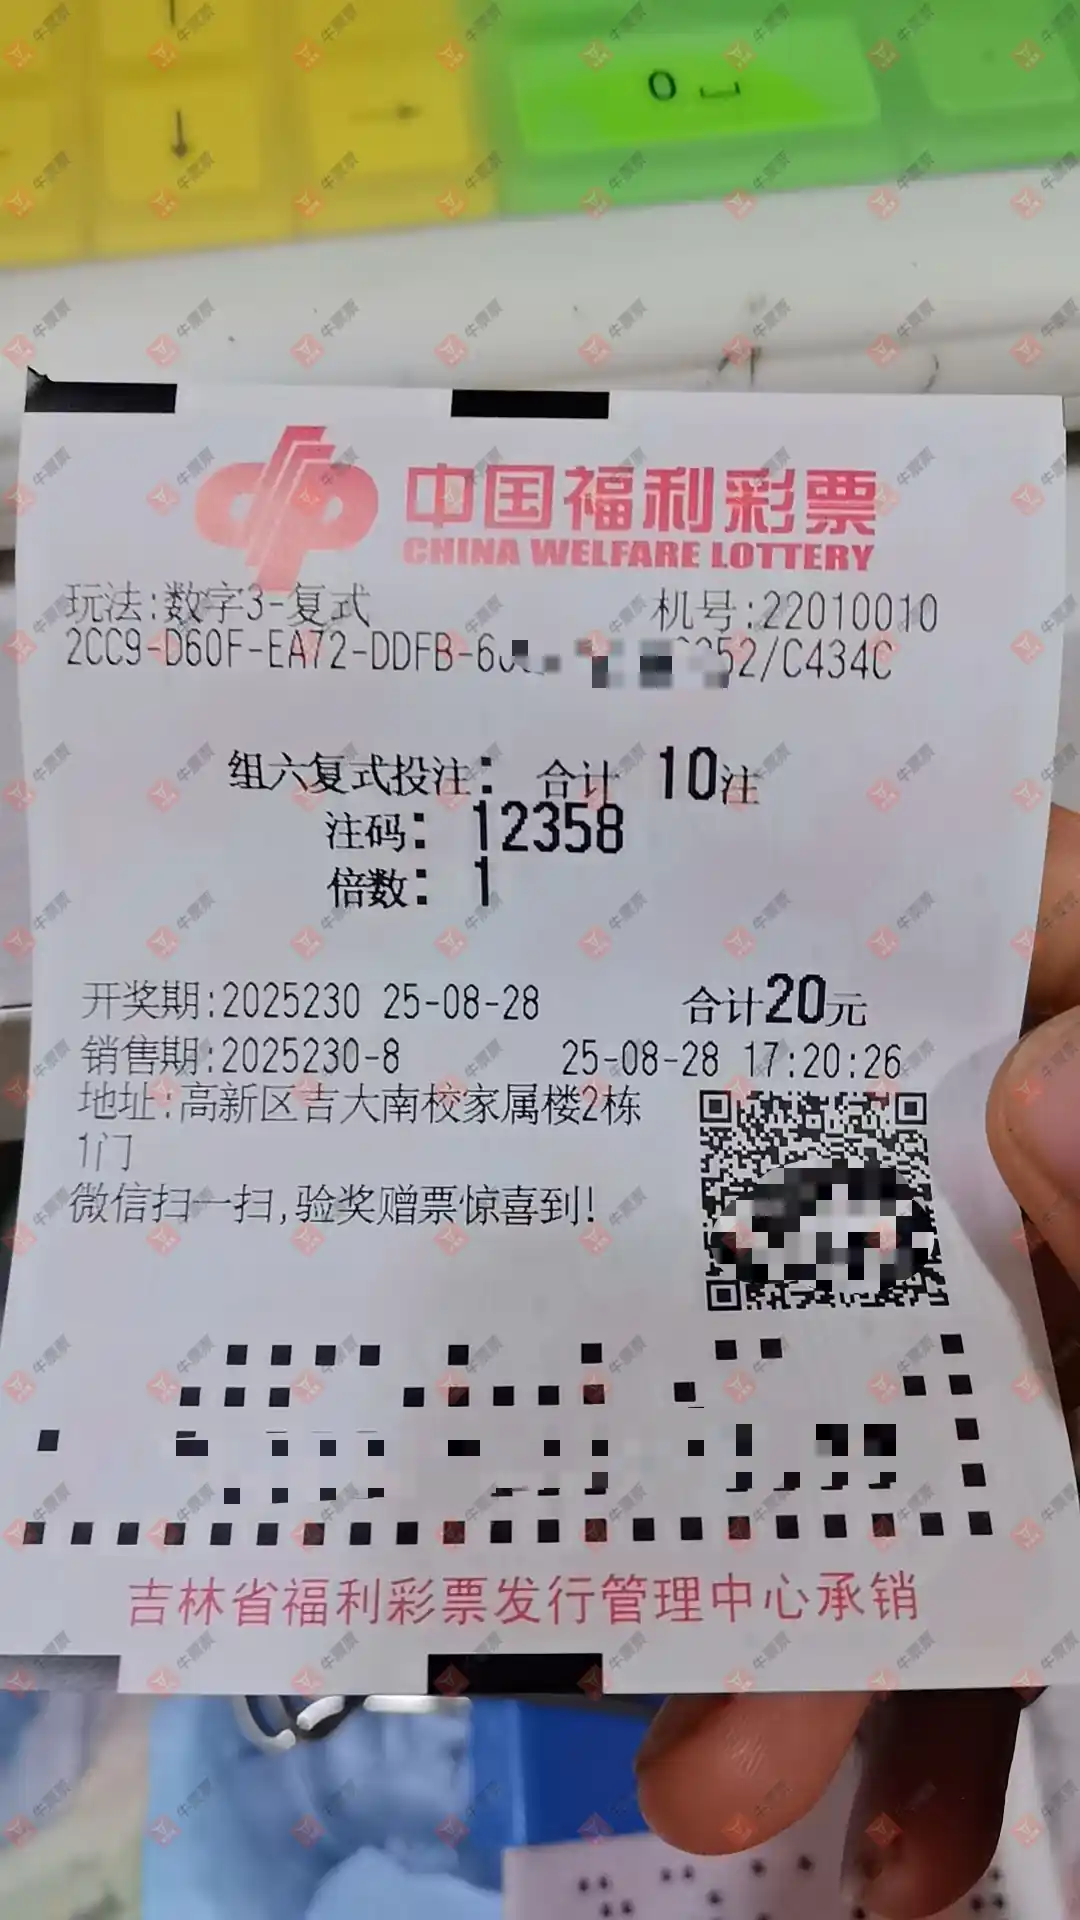 0
中国福利彩票
CHINA WELFARE LOTTERY
玩法:数字3-复式 机号:22010010
2CC9-D60F-EA72-DDFB-6 52/C434C
组六复式投注: 合计 10注
注码: 12358
倍数: 1
开奖期:2025230 25-08-28 合计20元
销售期:2025230-8 25-08-28 17:20:26
地址:高新区吉大南校家属楼2栋
1门
微信扫一扫,验奖赠票惊喜到!
吉林省福利彩票发行管理中心承销
牛票票